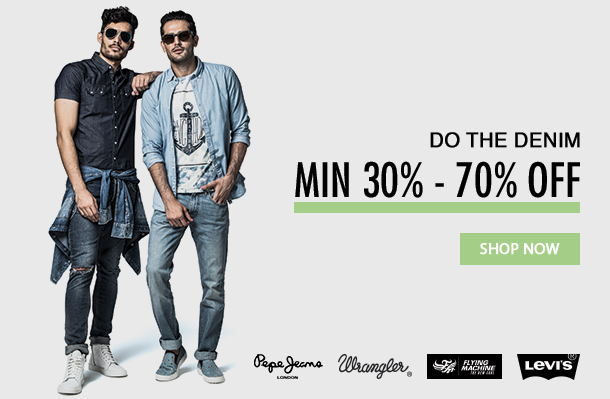 DO THE DENIM
MIN 30% - 70% OFF
SHOP NOW
Pepe Jeans
LONDON
Wrangler®
FLYING
MACHINE
LEVI'S®